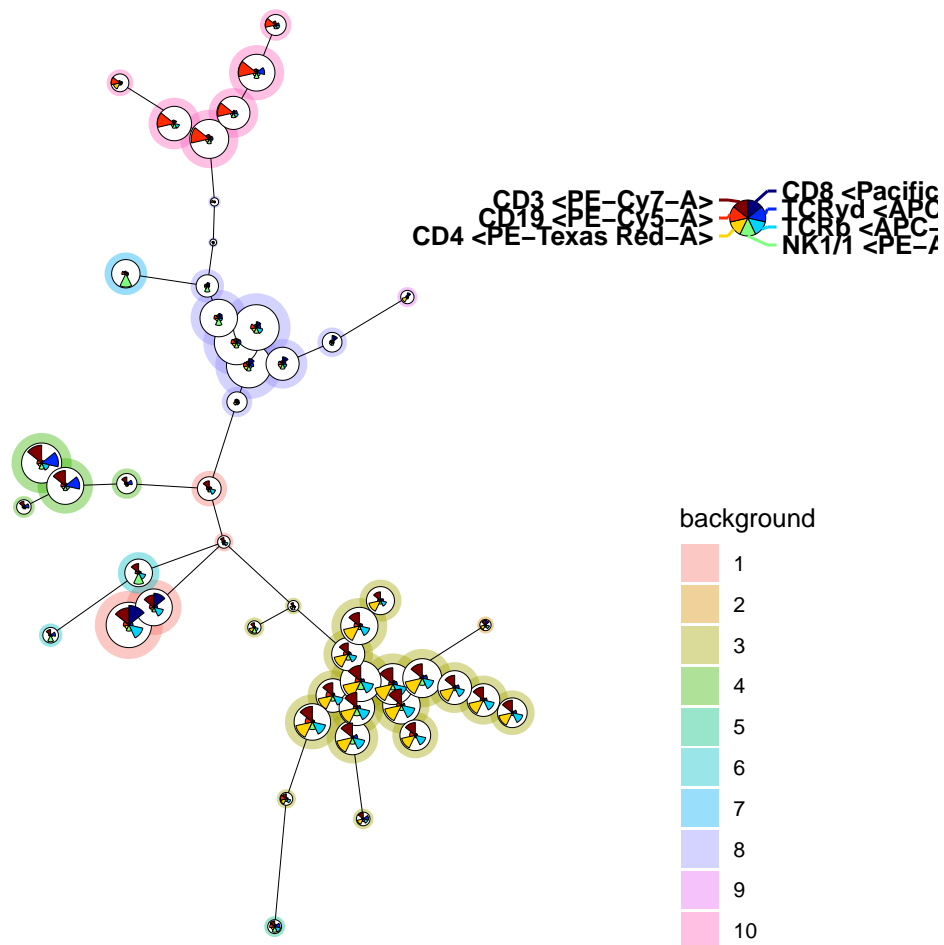 CD3 <PE-Cy7-A>
CD19 <PE-Cy5-A>
CD4 <PE-Texas Red-A>
CD8 <Pacific
TCRyd <APC
TCRb <APC-
NK1/1 <PE-A
background
1
2
3
4
5
6
7
8
9
10